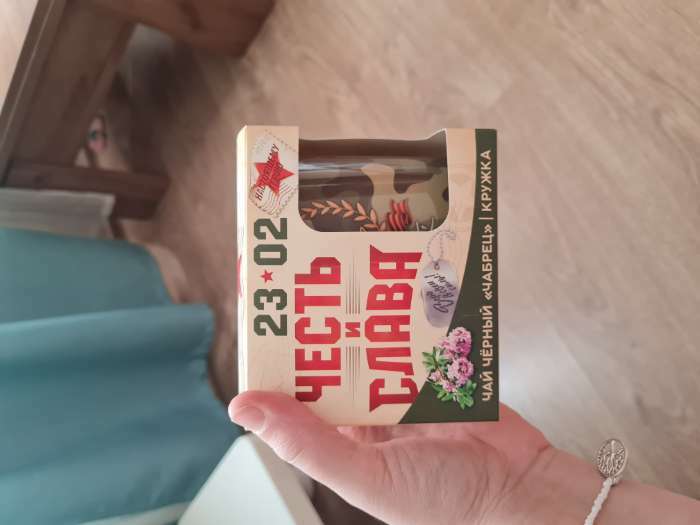 23★02
ЧЕСТЬ
И
СЛАВА
ЧАЙ ЧЁРНЫЙ «ЧАБРЕЦ» | КРУЖКА